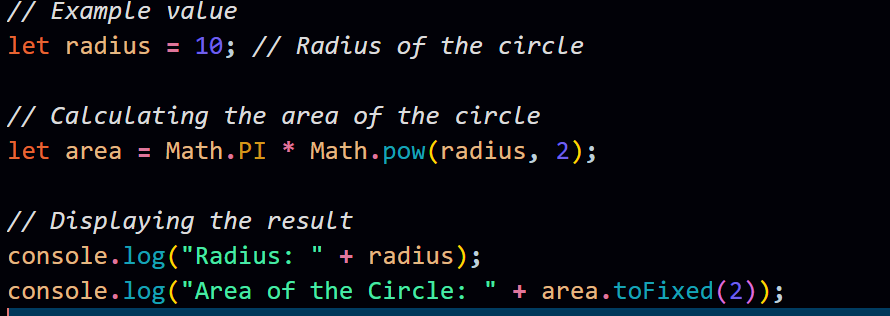 // Example value
let radius = 10; // Radius of the circle
// Calculating the area of the circle
let area = Math.PI * Math.pow(radius, 2);
// Displaying the result
console.log("Radius: " + radius);
console.log("Area of the Circle: " + area.toFixed(2));